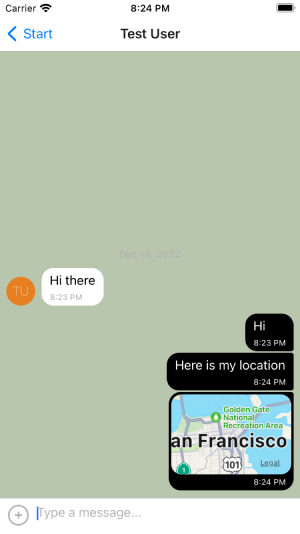 Carrier 8:24 PM
Start Test User
Dec 16, 2022
Hi there
TU
8:23 PM
Hi
8:23 PM
Here is my location
8:24 PM
Golden Gate
National
Recreation Area
an Francisco
101
Legal
1
8:24 PM
Type a message...